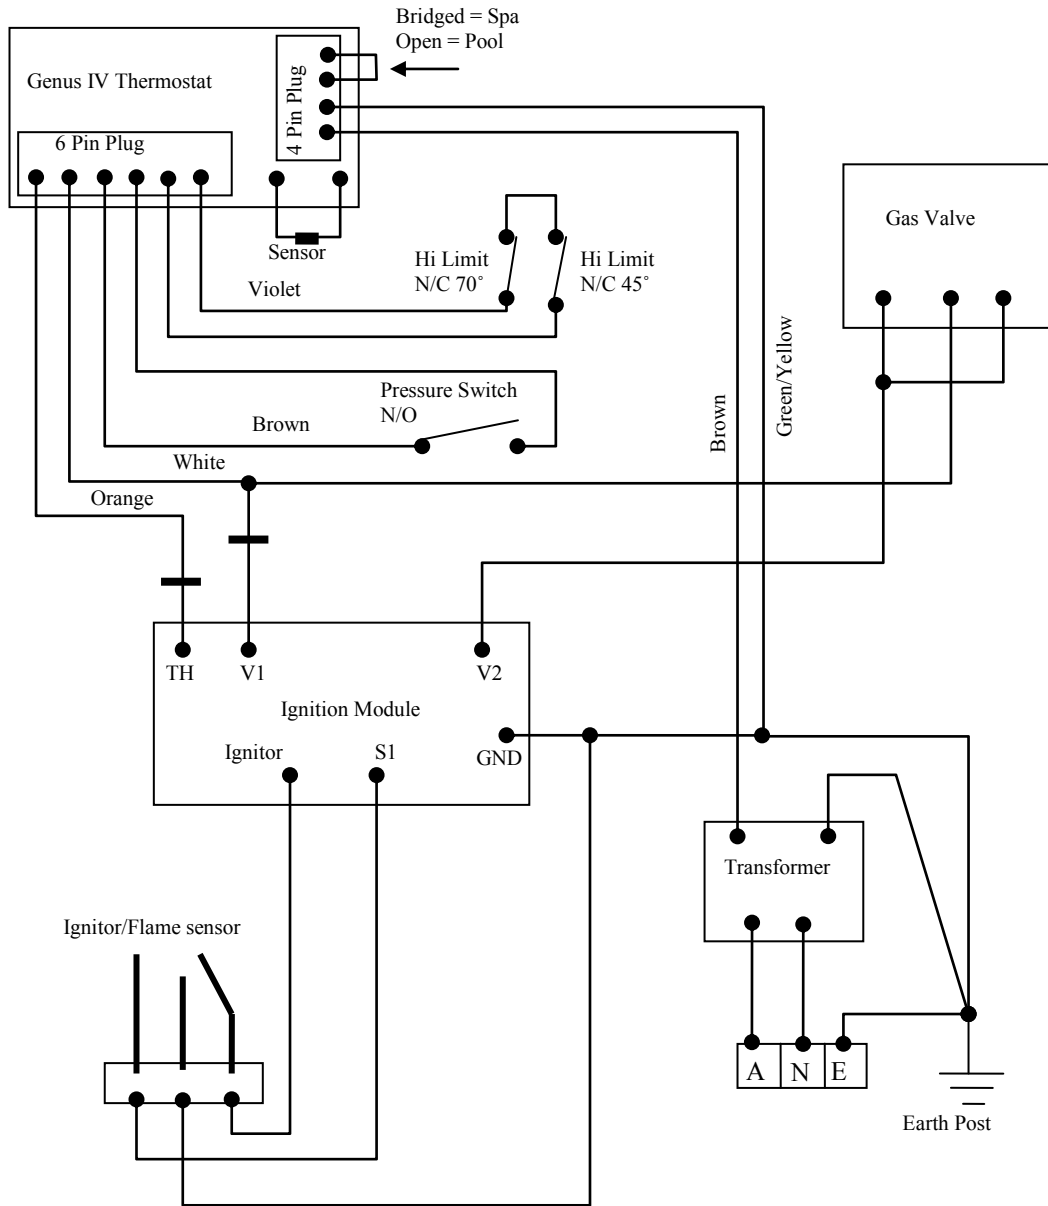 Bridged = Spa
Open = Pool
Genus IV Thermostat
4 Pin Plug
6 Pin Plug
Sensor
Hi Limit
N/C 70˚
Hi Limit
N/C 45˚
Gas Valve
Violet
Green/Yellow
Brown
Pressure Switch
N/O
Brown
White
Orange
TH
V1
V2
Ignition Module
Ignitor
S1
GND
Transformer
Ignitor/Flame sensor
A
N
E
Earth Post